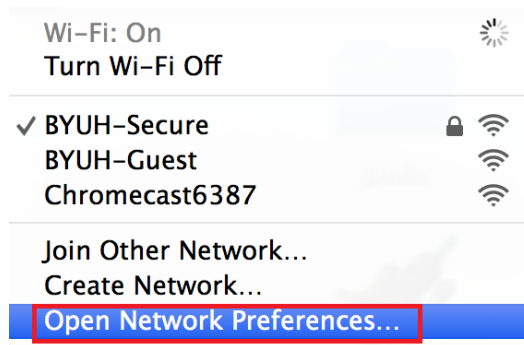 Wi-Fi: On
Turn Wi-Fi Off
BYUH-Secure
BYUH-Guest
Chromecast6387
Join Other Network...
Create Network...
Open Network Preferences...